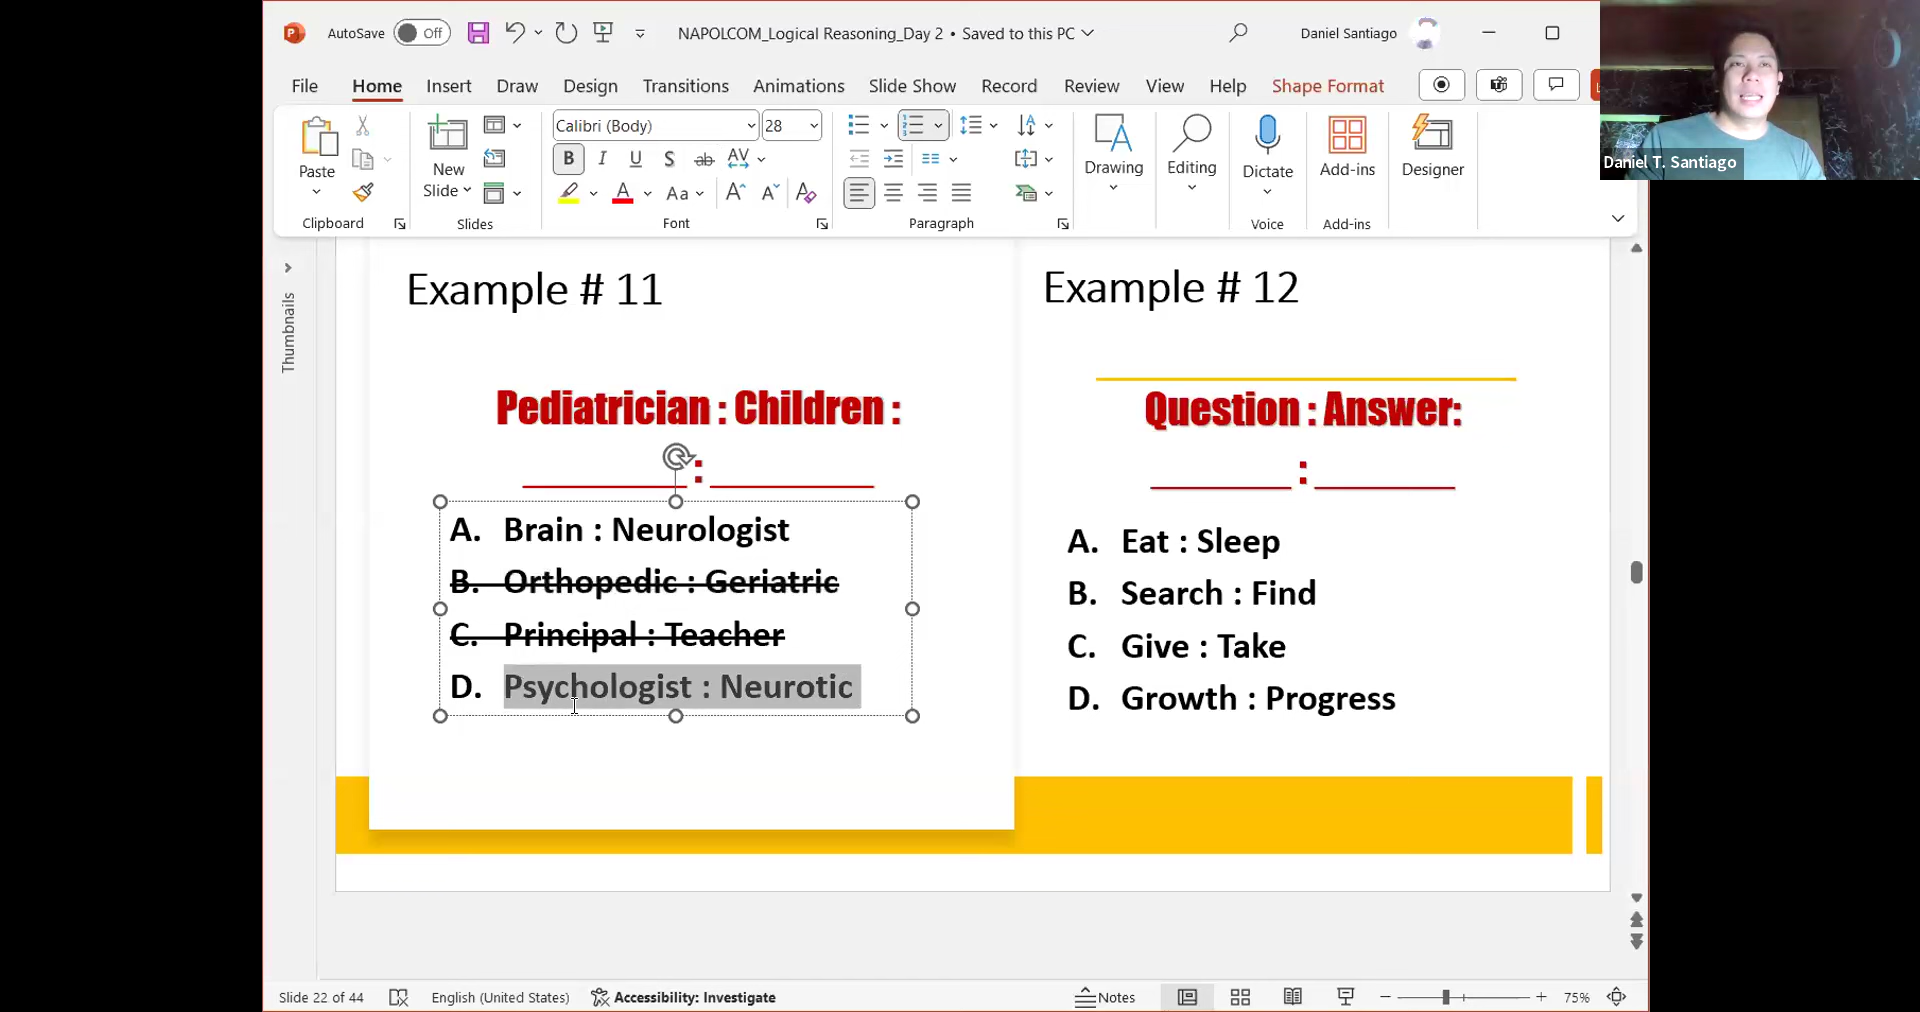 AutoSave Off NAPOLCOM_Logical Reasoning_Day 2 • Saved to this PC Daniel Santiago
File Home Insert Draw Design Transitions Animations Slide Show Record Review View Help Shape Format
Daniel T. Santiago
Calibri (Body) 28
Paste New Slide Drawing Editing Dictate Add-ins Designer
Clipboard Slides Font Paragraph Voice Add-ins
Thumbnails
Example # 11
Pediatrician : Children :
________ : ________
A. Brain : Neurologist
B. Orthopedic : Geriatric
C. Principal : Teacher
D. Psychologist : Neurotic
Example # 12
Question : Answer:
_______ : _______
A. Eat : Sleep
B. Search : Find
C. Give : Take
D. Growth : Progress
Slide 22 of 44 English (United States) Accessibility: Investigate Notes 75%